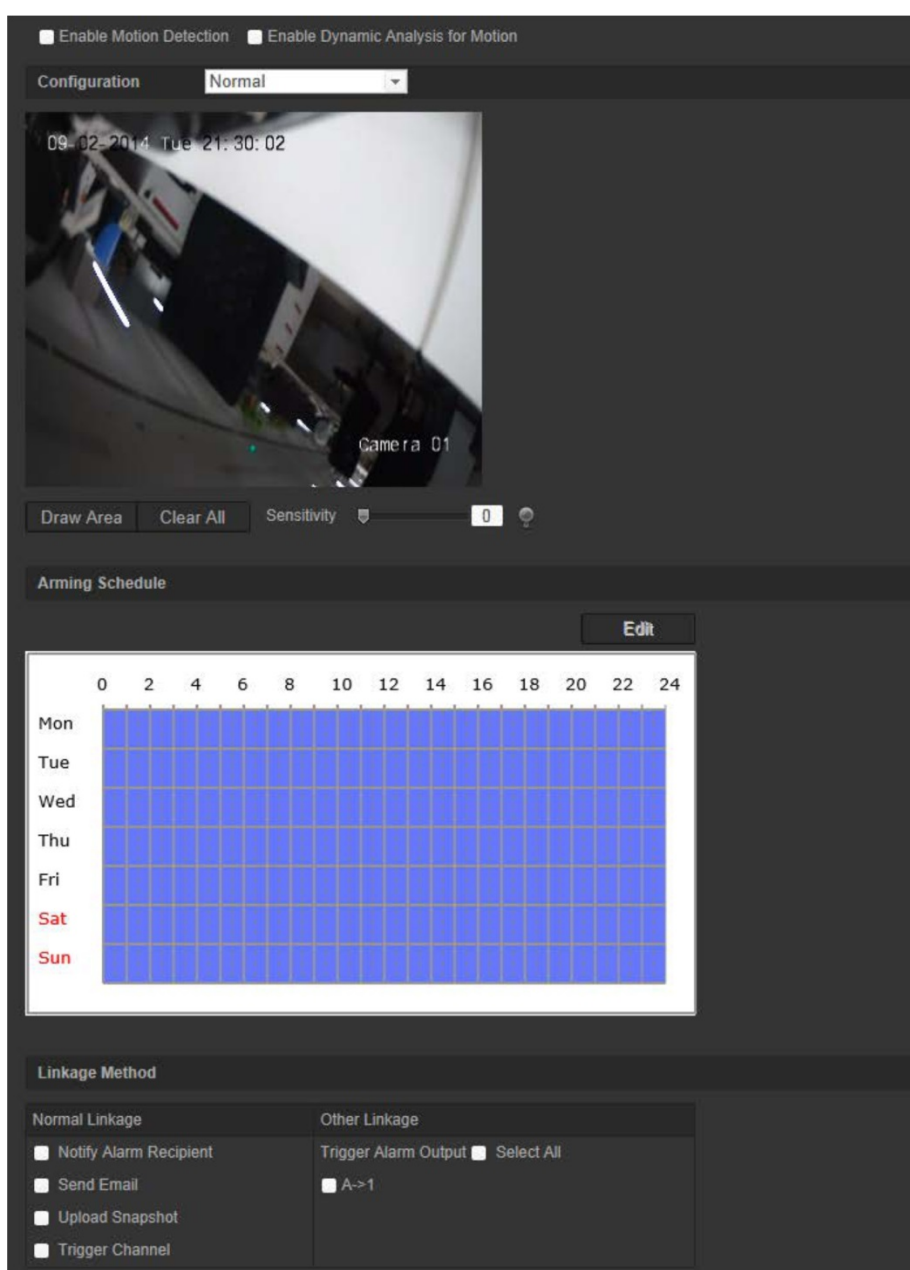 Enable Motion Detection Enable Dynamic Analysis for Motion
Configuration Normal
09-02-2014 Tue 21:30:02
Camera 01
Draw Area Clear All Sensitivity 0
Arming Schedule
Edit
0 2 4 6 8 10 12 14 16 18 20 22 24
Mon
Tue
Wed
Thu
Fri
Sat
Sun
Linkage Method
Normal Linkage Other Linkage
Notify Alarm Recipient Trigger Alarm Output Select All
Send Email A->1
Upload Snapshot
Trigger Channel